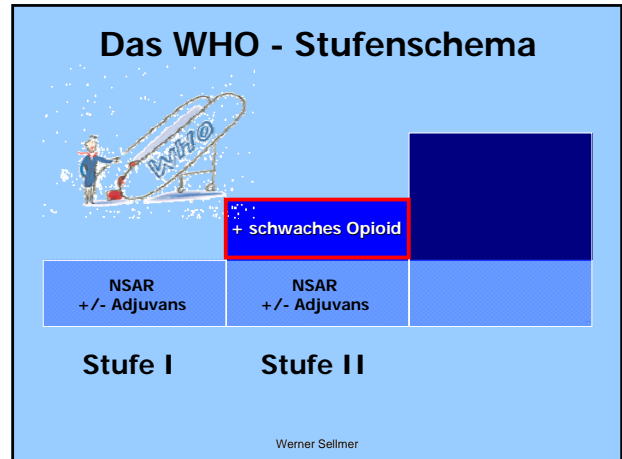 Das WHO - Stufenschema
WHO
+ schwaches Opioid
NSAR
+/- Adjuvans
NSAR
+/- Adjuvans
Stufe I
Stufe II
Werner Sellmer